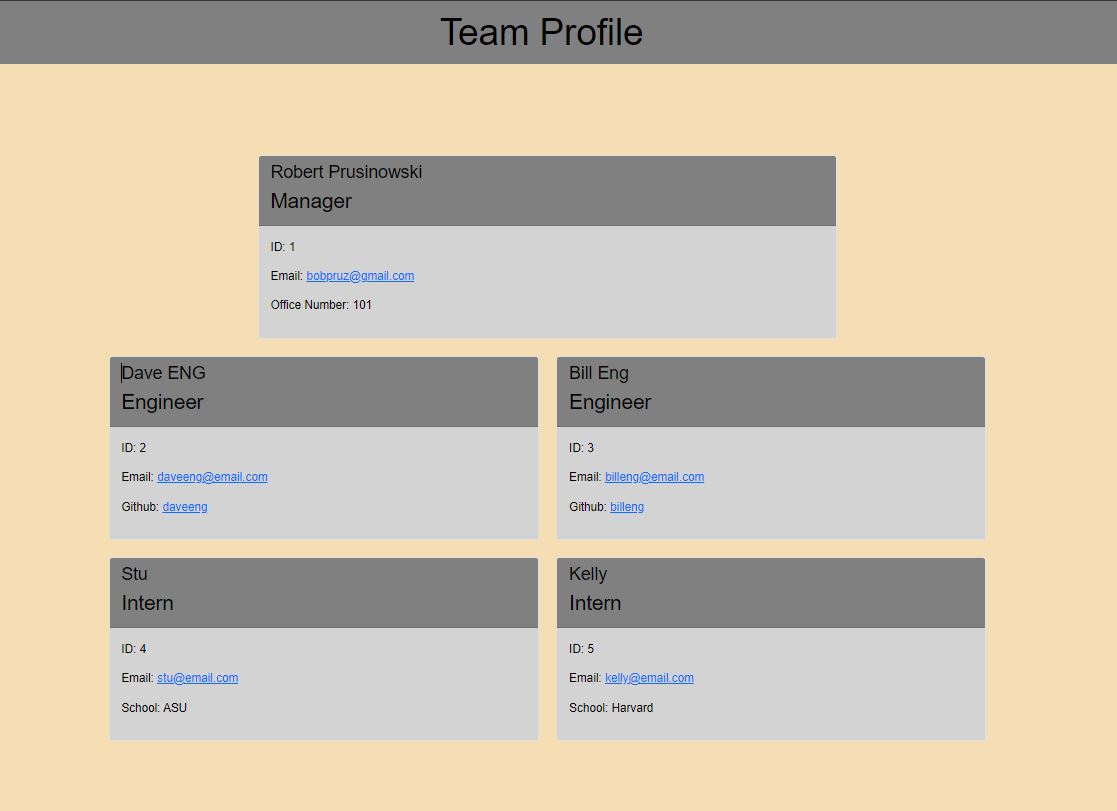 Team Profile
Robert Prusinowski
Manager
ID: 1
Email: bobpruz@gmail.com
Office Number: 101
Dave ENG
Engineer
ID: 2
Email: daveeng@email.com
Github: daveeng
Bill Eng
Engineer
ID: 3
Email: billeng@email.com
Github: billeng
Stu
Intern
ID: 4
Email: stu@email.com
School: ASU
Kelly
Intern
ID: 5
Email: kelly@email.com
School: Harvard